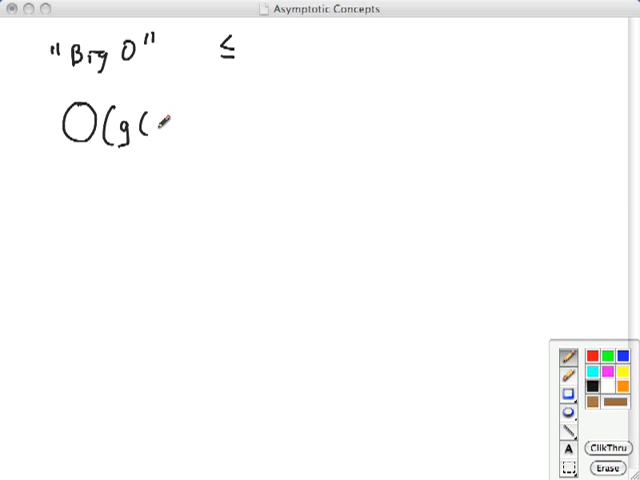 Asymptotic Concepts
"Big O" ≤
O(g(
A
ClikThru
Erase